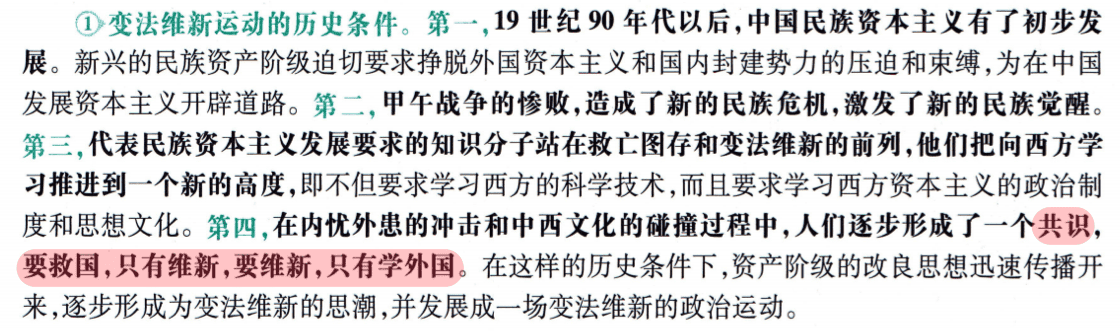 ①变法维新运动的历史条件。第一,19世纪90年代以后,中国民族资本主义有了初步发
展。新兴的民族资产阶级迫切要求挣脱外国资本主义和国内封建势力的压迫和束缚,为在中国
发展资本主义开辟道路。第二,甲午战争的惨败,造成了新的民族危机,激发了新的民族觉醒。
第三,代表民族资本主义发展要求的知识分子站在救亡图存和变法维新的前列,他们把向西方学
习推进到一个新的高度,即不但要求学习西方的科学技术,而且要求学习西方资本主义的政治制
度和思想文化。第四,在内忧外患的冲击和中西文化的碰撞过程中,人们逐步形成了一个共识,
要救国,只有维新,要维新,只有学外国。在这样的历史条件下,资产阶级的改良思想迅速传播开
来,逐步形成为变法维新的思潮,并发展成一场变法维新的政治运动。